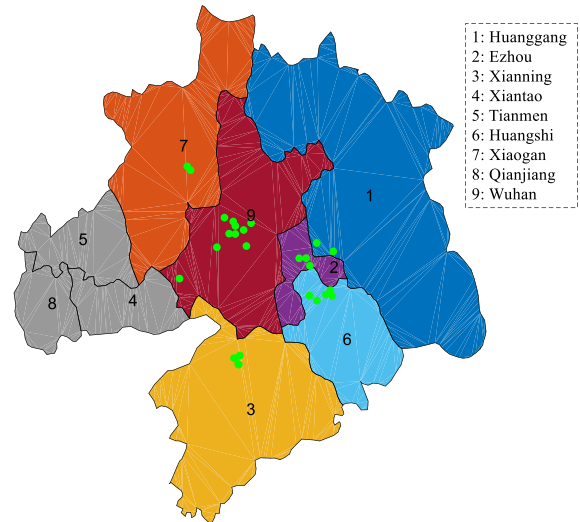 1: Huanggang
2: Ezhou
3: Xianning
4: Xiantao
5: Tianmen
6: Huangshi
7: Xiaogan
8: Qianjiang
9: Wuhan
7
1
9
5
2
4
8
6
3